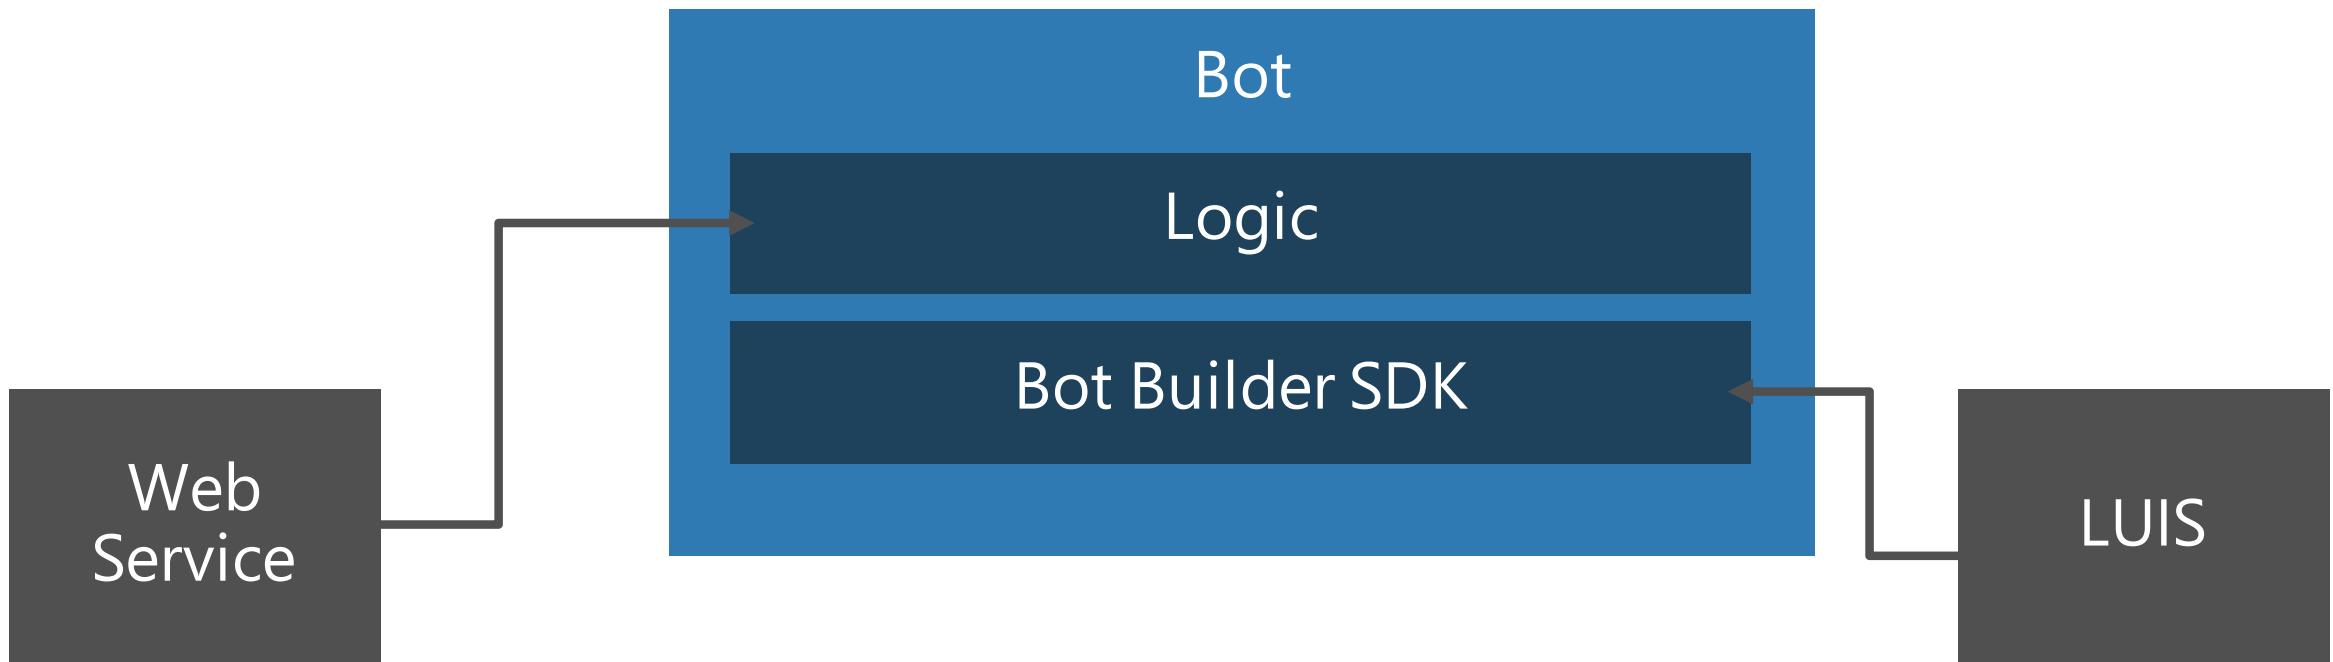 Bot
Logic
Bot Builder SDK
Web
Service
LUIS